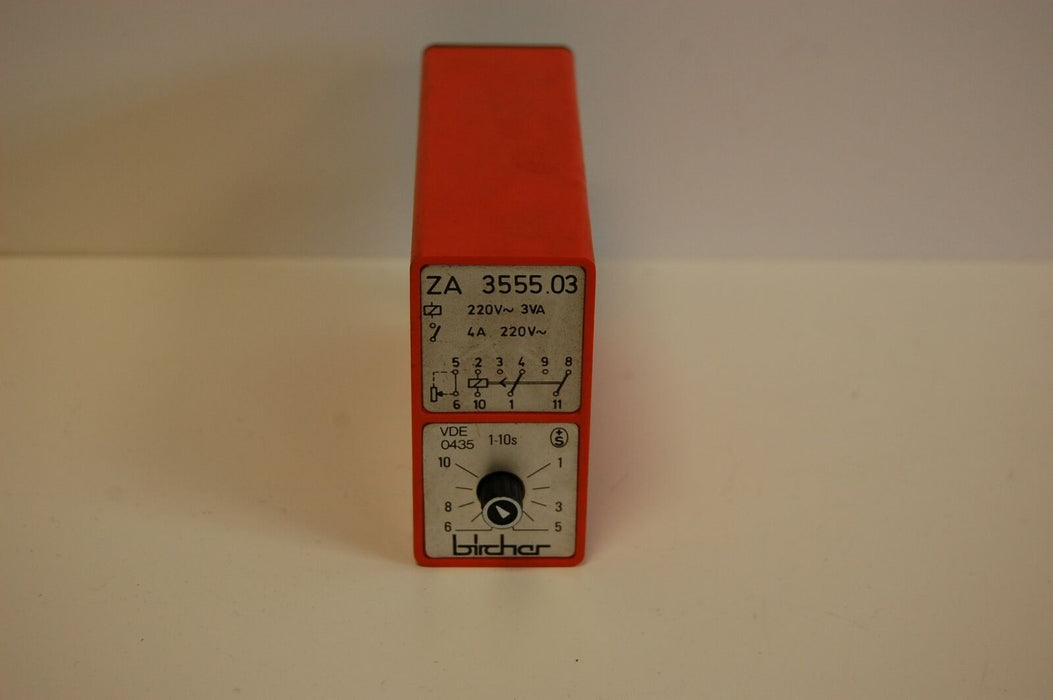 ZA 3555.03
220V~ 3VA
4A 220V~
5 2 3 4 9 8
6 10 1 11
VDE
0435
1-10s
+S
10 1
8 3
6 5
bircher